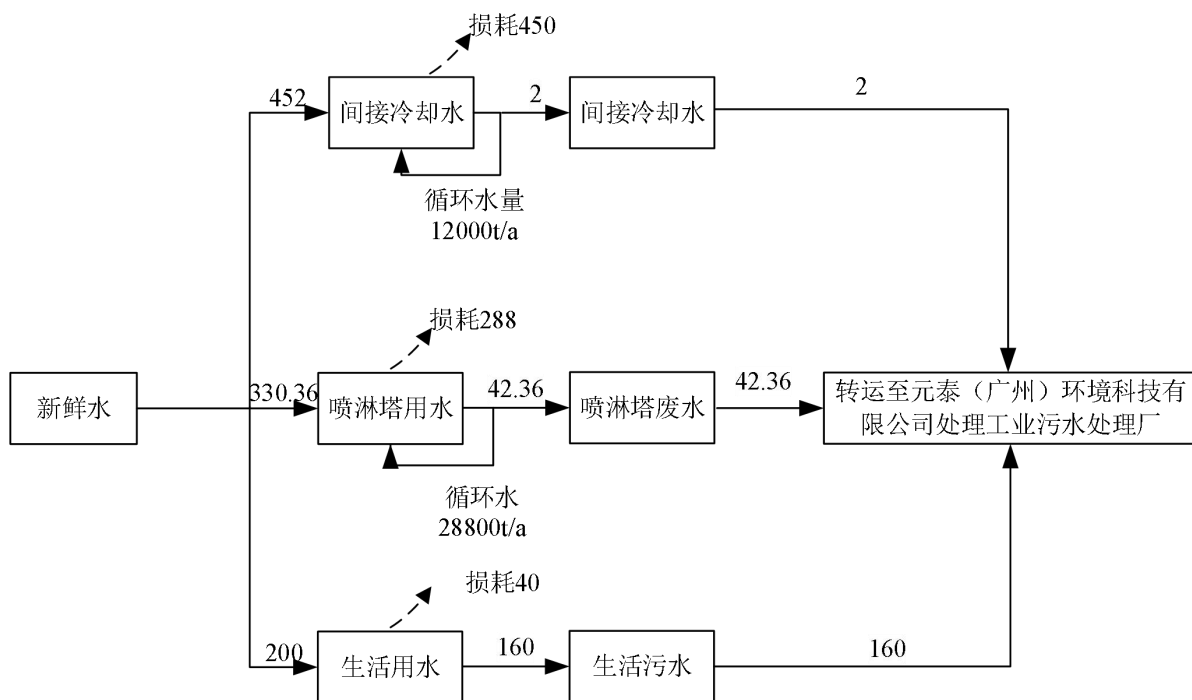 损耗450
452
间接冷却水
2
间接冷却水
2
循环水量
12000t/a
损耗288
新鲜水
330.36
喷淋塔用水
42.36
喷淋塔废水
42.36
转运至元泰（广州）环境科技有
限公司处理工业污水处理厂
循环水
28800t/a
损耗40
200
生活用水
160
生活污水
160